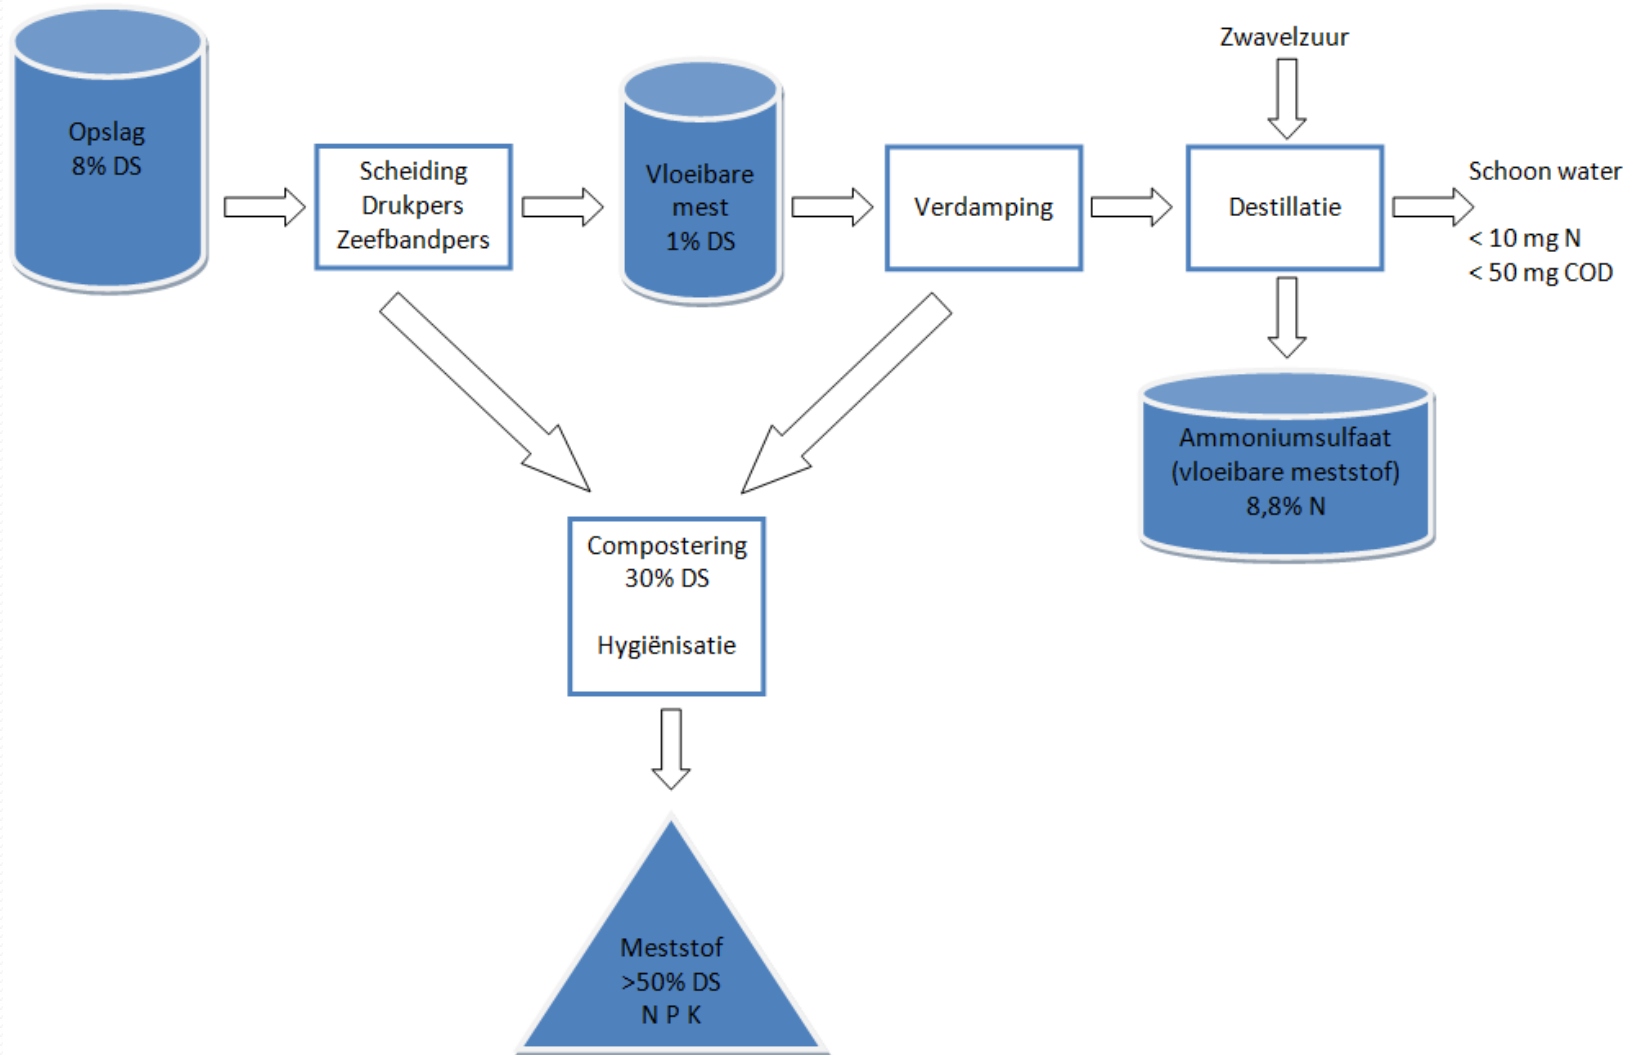 Opslag
8% DS
Scheiding
Drukpers
Zeefbandpers
Vloeibare
mest
1% DS
Verdamping
Zwavelzuur
Destillatie
Schoon water
< 10 mg N
< 50 mg COD
Ammoniumsulfaat
(vloeibare meststof)
8,8% N
Compostering
30% DS
Hygiënisatie
Meststof
>50% DS
N P K